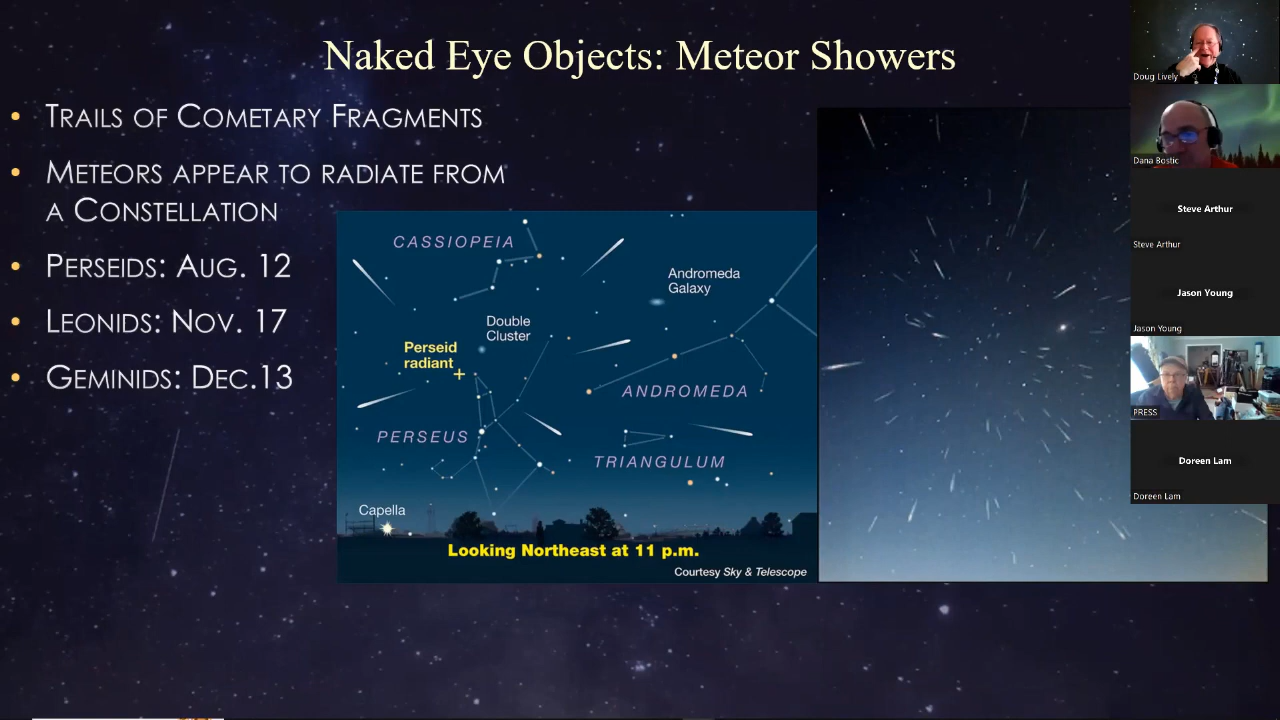 Naked Eye Objects: Meteor Showers
• TRAILS OF COMETARY FRAGMENTS
• METEORS APPEAR TO RADIATE FROM
A CONSTELLATION
• PERSEIDS: AUG. 12
• LEONIDS: NOV. 17
• GEMINIDS: DEC.13
CASSIOPEIA
Andromeda
Galaxy
Double
Cluster
Perseid
radiant
ANDROMEDA
PERSEUS
TRIANGULUM
Capella
Looking Northeast at 11 p.m.
Courtesy Sky & Telescope
Doug Lively
Dana Bostic
Steve Arthur
Steve Arthur
Jason Young
Jason Young
PRESS
Doreen Lam
Doreen Lam